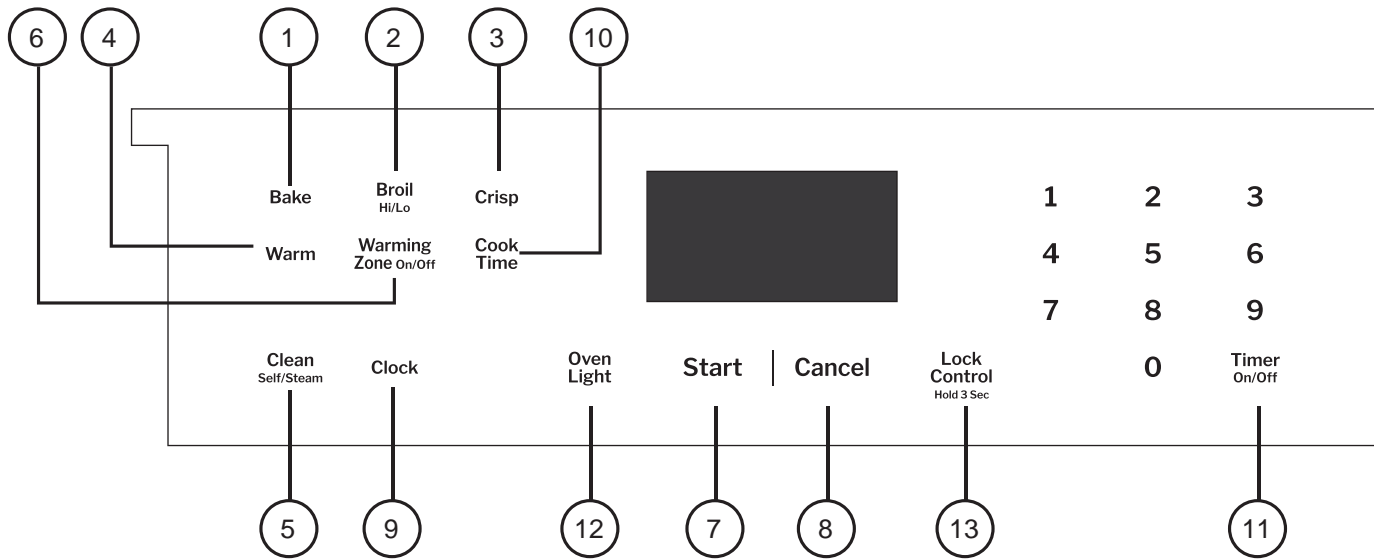 6 4 1 2 3 10
Bake Broil Crisp 1 2 3
Hi/Lo
Warm Warming Cook 4 5 6
Zone On/Off Time
7 8 9
Clean Clock Oven Start Cancel Lock 0 Timer
Self/Steam Light Control On/Off
Hold 3 Sec
5 9 12 7 8 13 11